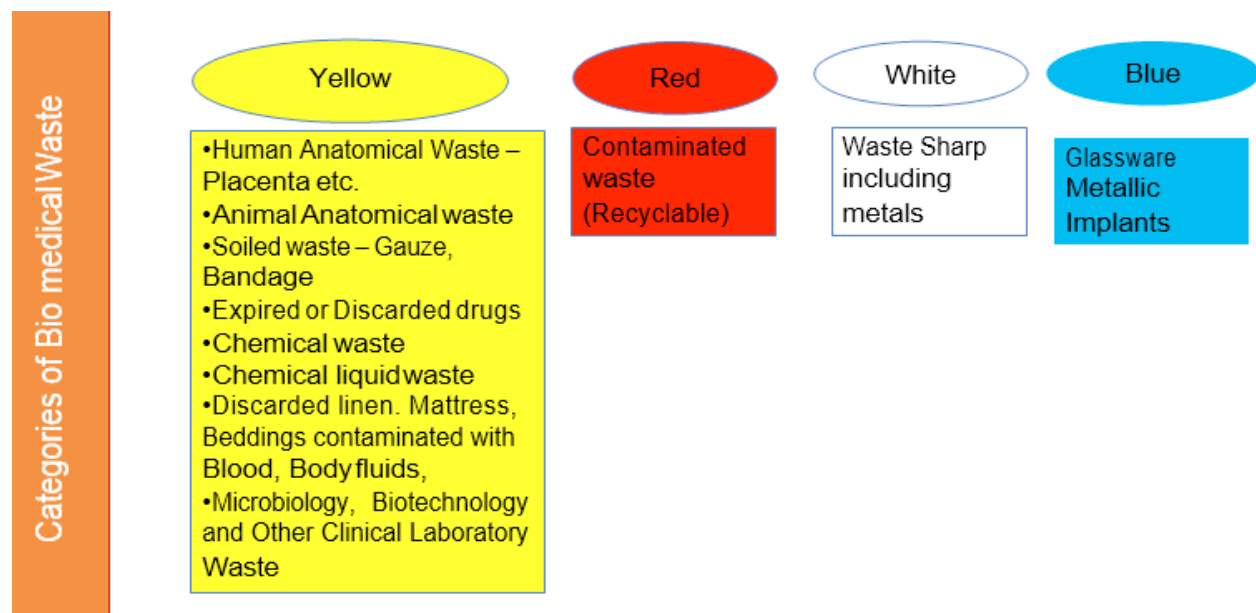 Categories of Bio medical Waste
Yellow
•Human Anatomical Waste –
Placenta etc.
•Animal Anatomical waste
•Soiled waste – Gauze,
Bandage
•Expired or Discarded drugs
•Chemical waste
•Chemical liquid waste
•Discarded linen. Mattress,
Beddings contaminated with
Blood, Body fluids,
•Microbiology, Biotechnology
and Other Clinical Laboratory
Waste
Red
Contaminated
waste
(Recyclable)
White
Waste Sharp
including
metals
Blue
Glassware
Metallic
Implants